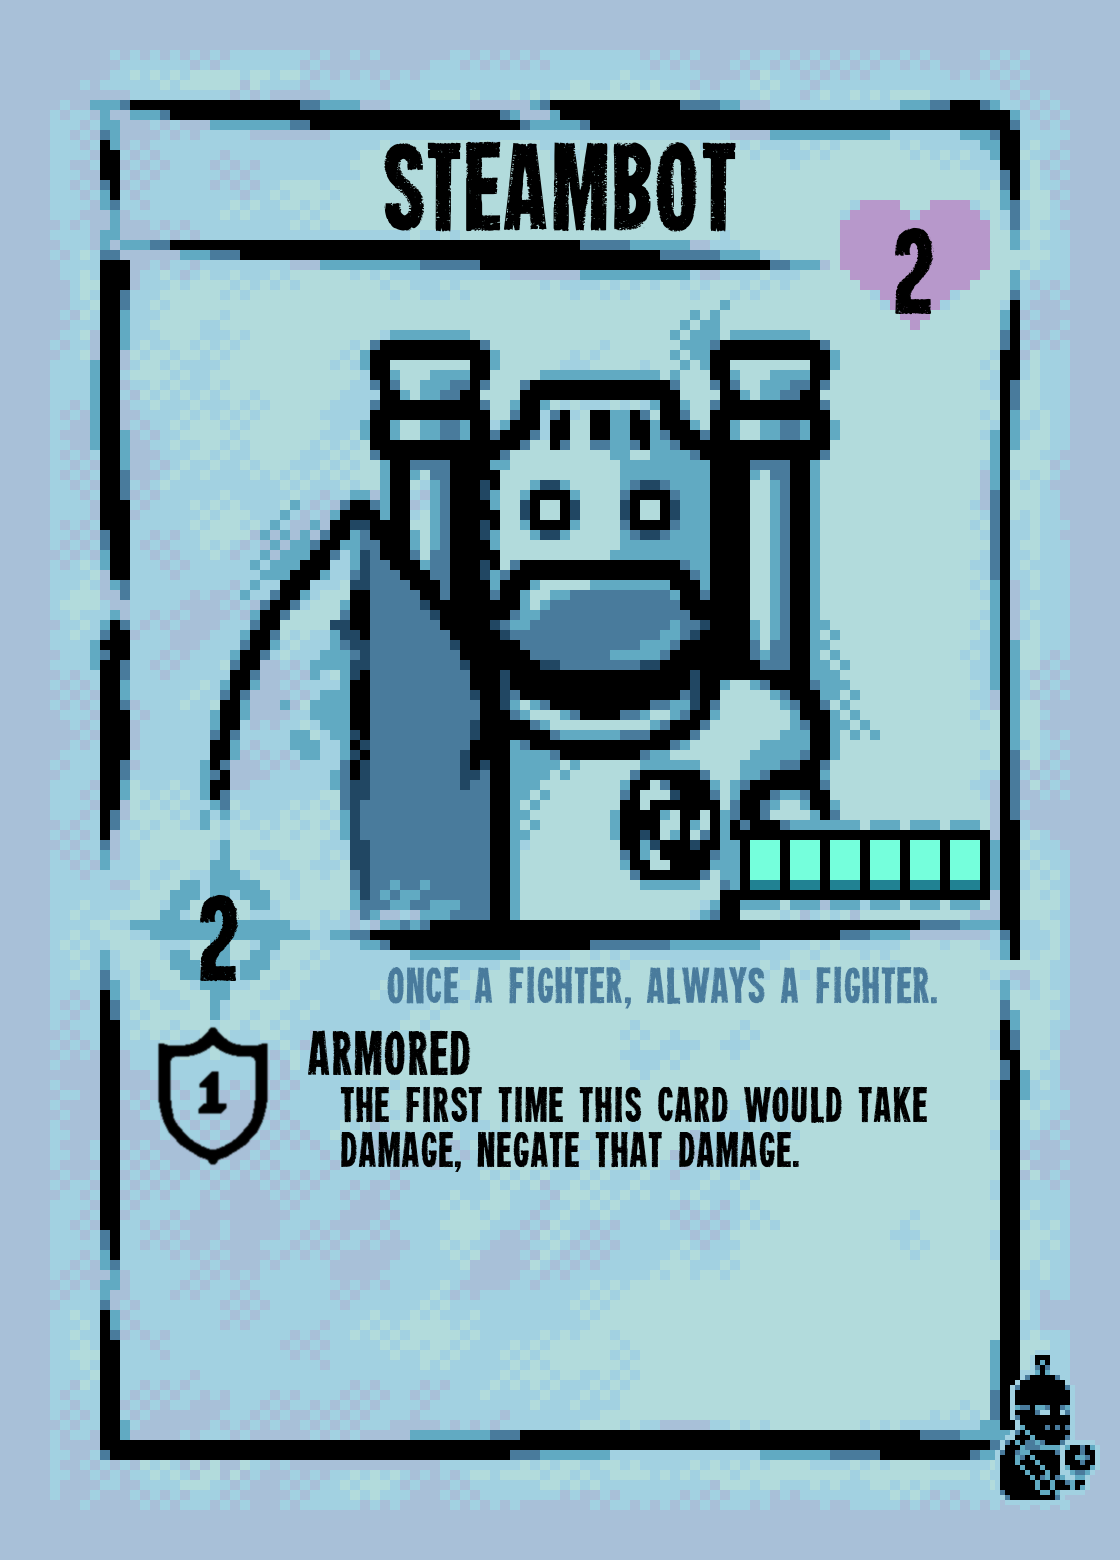 STEAMBOT
2
2
ONCE A FIGHTER, ALWAYS A FIGHTER.
1
ARMORED
THE FIRST TIME THIS CARD WOULD TAKE
DAMAGE, NEGATE THAT DAMAGE.